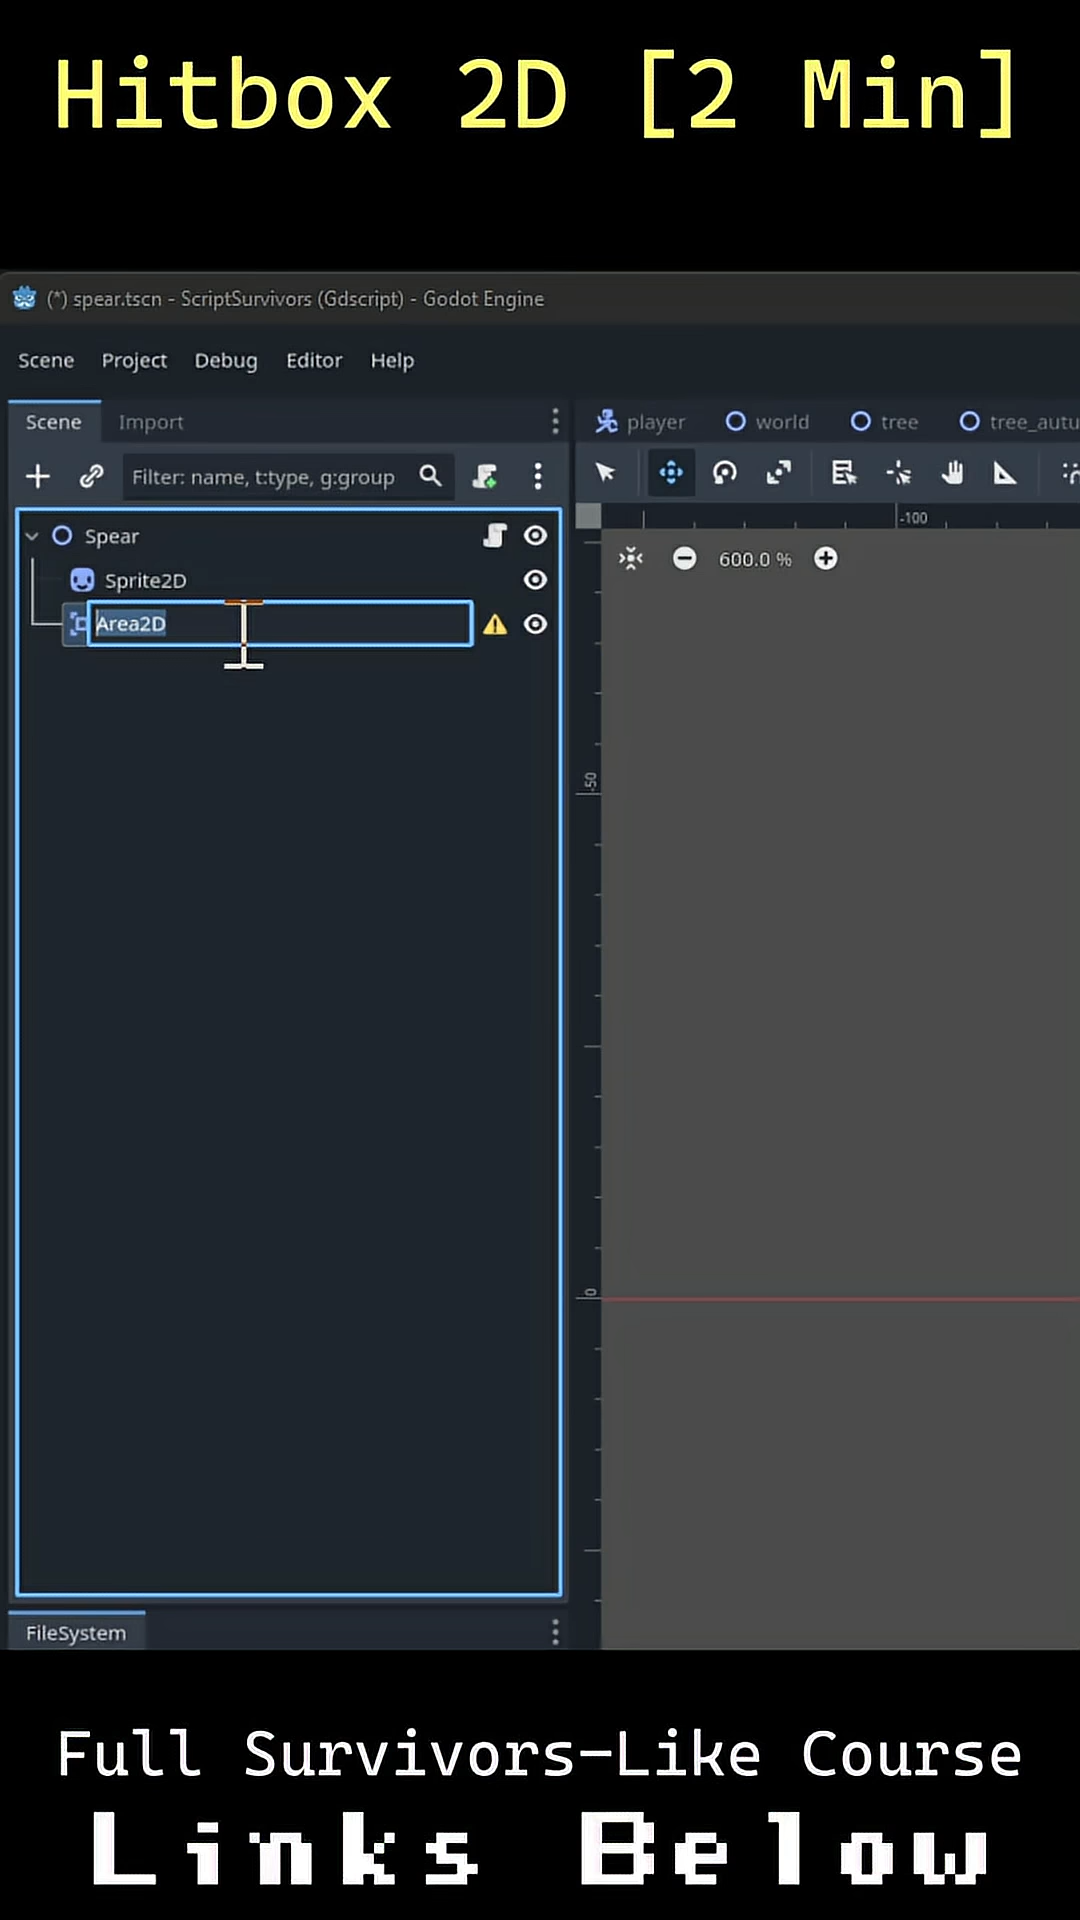 Hitbox 2D [2 Min]
(*) spear.tscn - ScriptSurvivors (Gdscript) - Godot Engine
Scene Project Debug Editor Help
Scene Import
player world tree tree_autu
Filter: name, t:type, g:group
-100
Spear
600.0 %
Sprite2D
Area2D
-50
0
FileSystem
Full Survivors-Like Course
Links Below